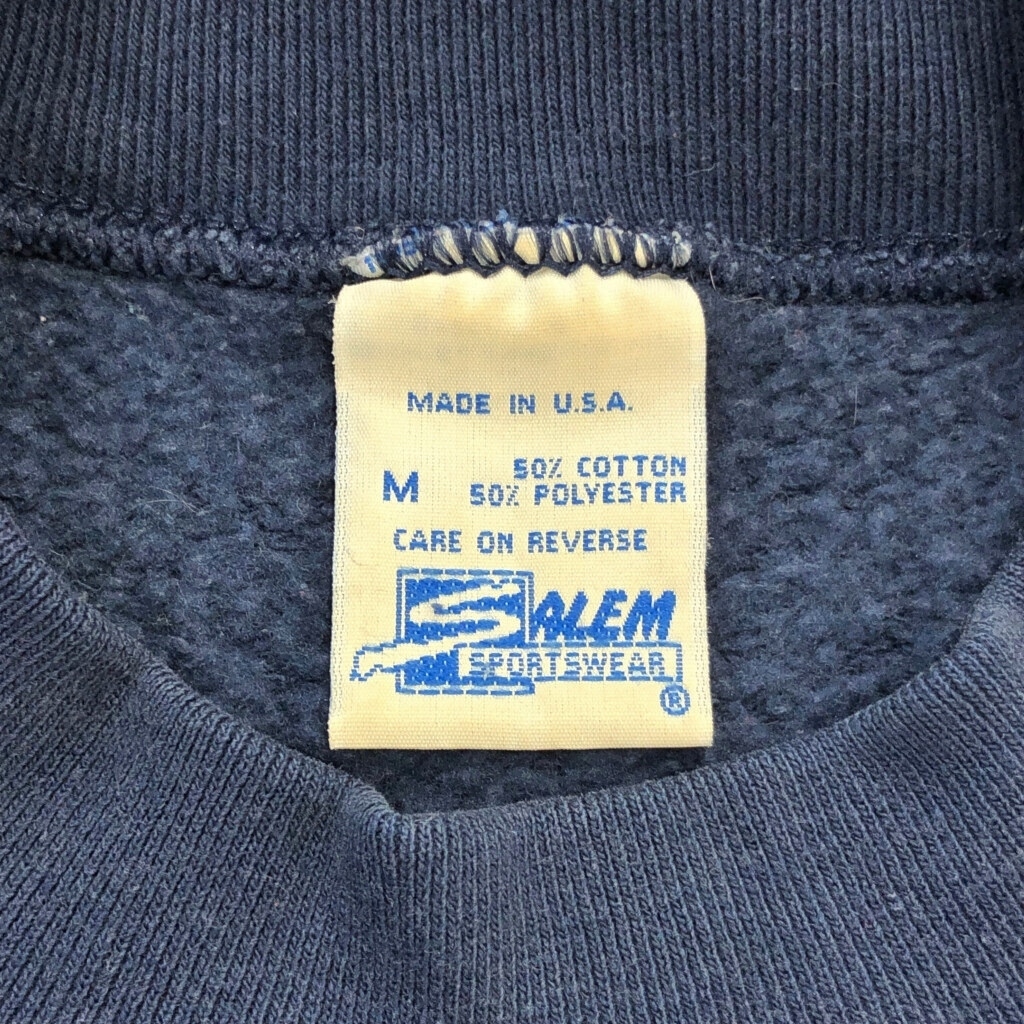 MADE IN U.S.A.
50% COTTON
M 50% POLYESTER
CARE ON REVERSE
SALEM
SPORTSWEAR
®